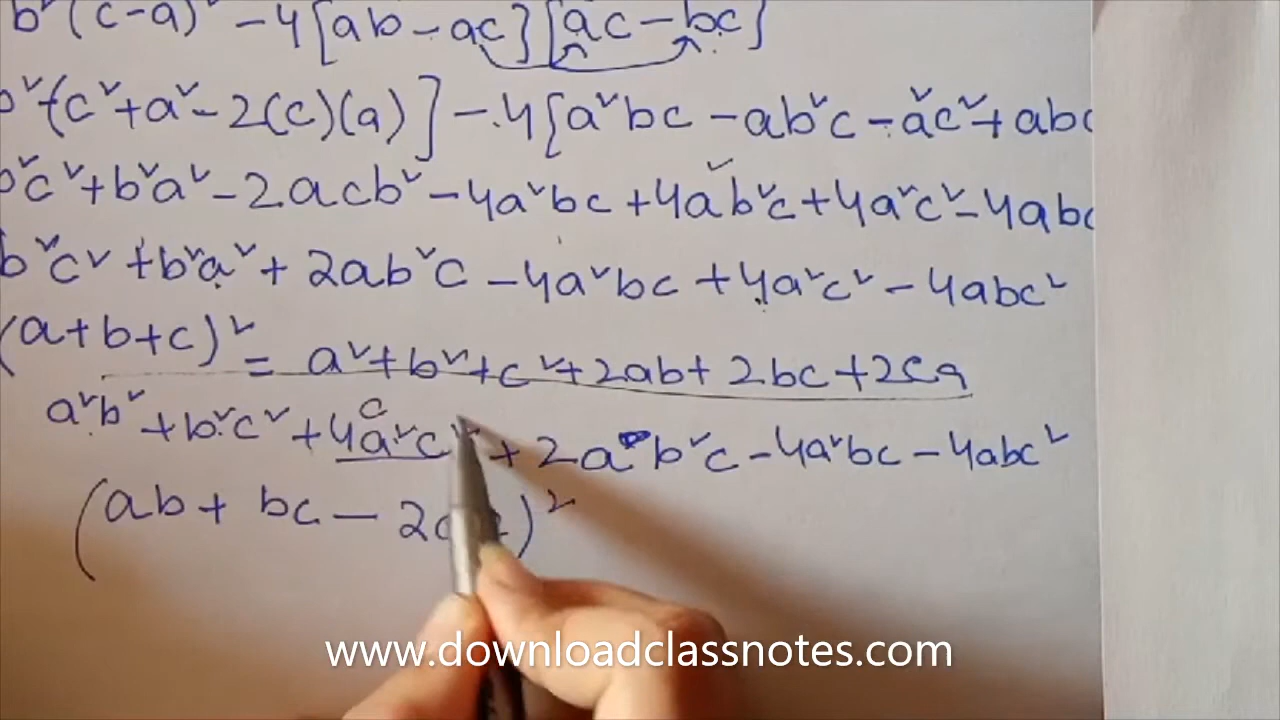 b²(c-a)² -4[ab-ac][ac-bc]
b²[c²+a²-2(c)(a)]-4[a²bc-ab²c-a²c²+abc
b²c²+b²a²-2acb²-4a²bc+4ab²c+4a²c²-4abc
b²c²+b²a²+2ab²c-4a²bc+4a²c²-4abc²
(a+b+c)² = a²+b²+c²+2ab+2bc+2ca
a²b²+b²c²+4a²c²+2ab²c-4a²bc-4abc²
(ab+bc-2c)²
www.downloadclassnotes.com